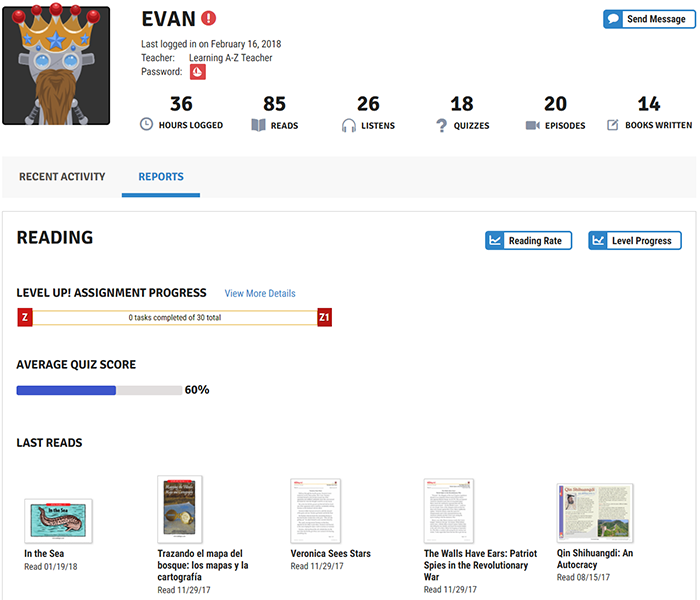 EVAN
Send Message
Last logged in on February 16, 2018
Teacher: Learning A-Z Teacher
Password:
36 85 26 18 20 14
HOURS LOGGED READS LISTENS QUIZZES EPISODES BOOKS WRITTEN
RECENT ACTIVITY REPORTS
READING
Reading Rate Level Progress
LEVEL UP! ASSIGNMENT PROGRESS View More Details
Z 0 tasks completed of 30 total Z1
AVERAGE QUIZ SCORE
60%
LAST READS
In the Sea
Qin Shihuangdi
In the Sea
Read 01/19/18
Trazando el mapa del
bosque: los mapas y la
cartografía
Read 11/29/17
Veronica Sees Stars
Read 11/29/17
The Walls Have Ears: Patriot
Spies in the Revolutionary
War
Read 11/29/17
Qin Shihuangdi: An
Autocracy
Read 08/15/17